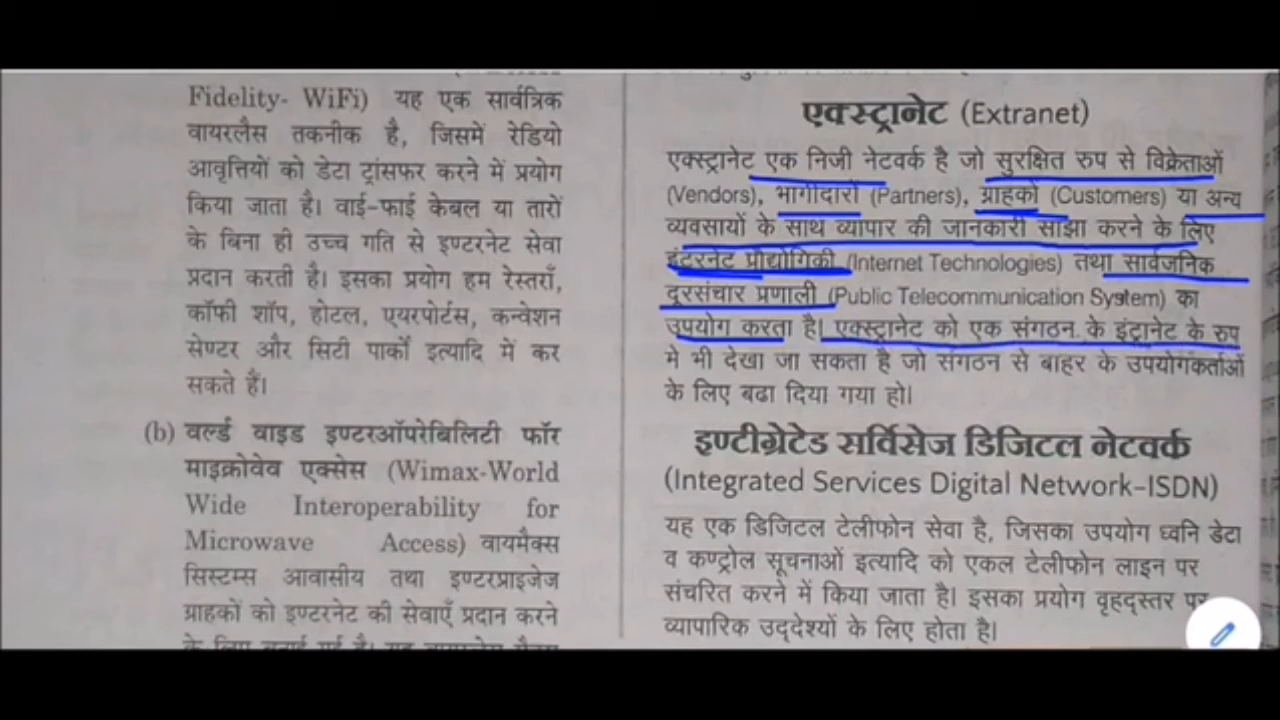 Fidelity- WiFi) यह एक सार्वत्रिक
वायरलैस तकनीक है, जिसमें रेडियो
आवृत्तियों को डेटा ट्रांसफर करने में प्रयोग
किया जाता है। वाई-फाई केबल या तारों
के बिना ही उच्च गति से इण्टरनेट सेवा
प्रदान करती है। इसका प्रयोग हम रेस्तराँ,
कॉफी शॉप, होटल, एयरपोर्टस, कन्वेशन
सेण्टर और सिटी पार्कों इत्यादि में कर
सकते हैं।
(b) वर्ल्ड वाइड इण्टरऑपरेबिलिटी फॉर
माइक्रोवेव एक्सेस (Wimax-World
Wide Interoperability for
Microwave Access) वायमैक्स
सिस्टम्स आवासीय तथा इण्टरप्राइजेज
ग्राहकों को इण्टरनेट की सेवाएँ प्रदान करने
एक्स्ट्रानेट (Extranet)
एक्स्ट्रानेट एक निजी नेटवर्क है जो सुरक्षित रुप से विक्रेताओं
(Vendors), भागीदारों (Partners), ग्राहकों (Customers) या अन्य
व्यवसायों के साथ व्यापार की जानकारी साझा करने के लिए
इंटरनेट प्रौद्योगिकी (Internet Technologies) तथा सार्वजनिक
दूरसंचार प्रणाली (Public Telecommunication System) का
उपयोग करता है। एक्स्ट्रानेट को एक संगठन के इंट्रानेट के रुप
मे भी देखा जा सकता है जो संगठन से बाहर के उपयोगकर्ताओं
के लिए बढा दिया गया हो।
इण्टीग्रेटेड सर्विसेज डिजिटल नेटवर्क
(Integrated Services Digital Network-ISDN)
यह एक डिजिटल टेलीफोन सेवा है, जिसका उपयोग ध्वनि डेटा
व कण्ट्रोल सूचनाओं इत्यादि को एकल टेलीफोन लाइन पर
संचरित करने में किया जाता है। इसका प्रयोग वृहद्स्तर पर
व्यापारिक उद्देश्यों के लिए होता है।